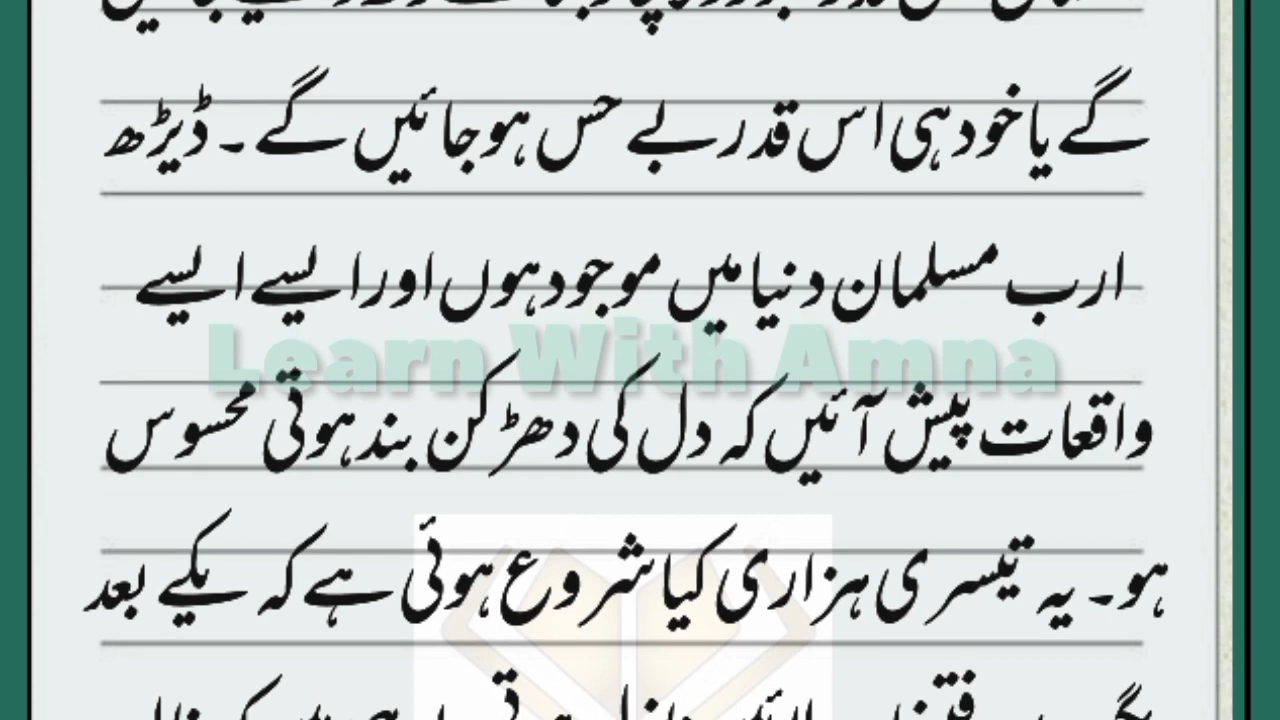 گے یا خود ہی اس قدر بے حس ہو جائیں گے ۔ ڈیڑھ
ارب مسلمان دنیا میں موجود ہوں اور ایسے ایسے
Learn With Amna
واقعات پیش آئیں کہ دل کی دھڑکن بند ہوتی محسوس
ہو ۔ یہ تیسری ہزاری کیا شروع ہوئی ہے کہ یکے بعد